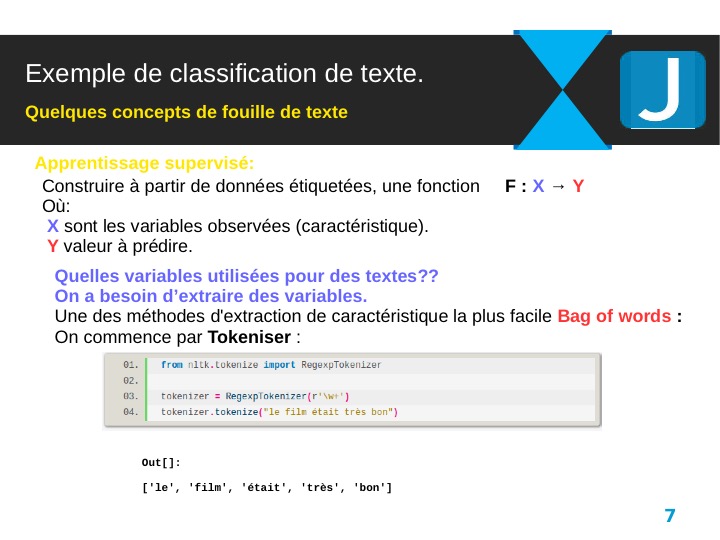 Exemple de classification de texte.
Quelques concepts de fouille de texte
J
Apprentissage supervisé:
Construire à partir de données étiquetées, une fonction F : X → Y
Où:
X sont les variables observées (caractéristique).
Y valeur à prédire.
Quelles variables utilisées pour des textes??
On a besoin d’extraire des variables.
Une des méthodes d'extraction de caractéristique la plus facile Bag of words :
On commence par Tokeniser :
01. from nltk.tokenize import RegexpTokenizer
02.
03. tokenizer = RegexpTokenizer(r'\w+')
04. tokenizer.tokenize("le film était très bon")
Out[]:
['le', 'film', 'était', 'très', 'bon']
7